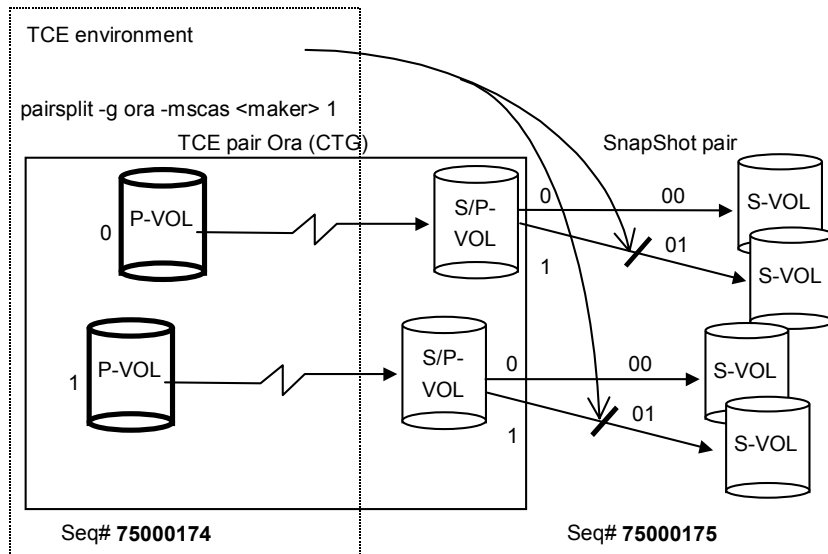 TCE environment
pairsplit -g ora -mscas <maker> 1
TCE pair Ora (CTG)
SnapShot pair
0
P-VOL
S/P-
VOL
0
00
S-VOL
01
1
S-VOL
1
P-VOL
S/P-
VOL
0
00
S-VOL
01
1
S-VOL
Seq# 75000174
Seq# 75000175